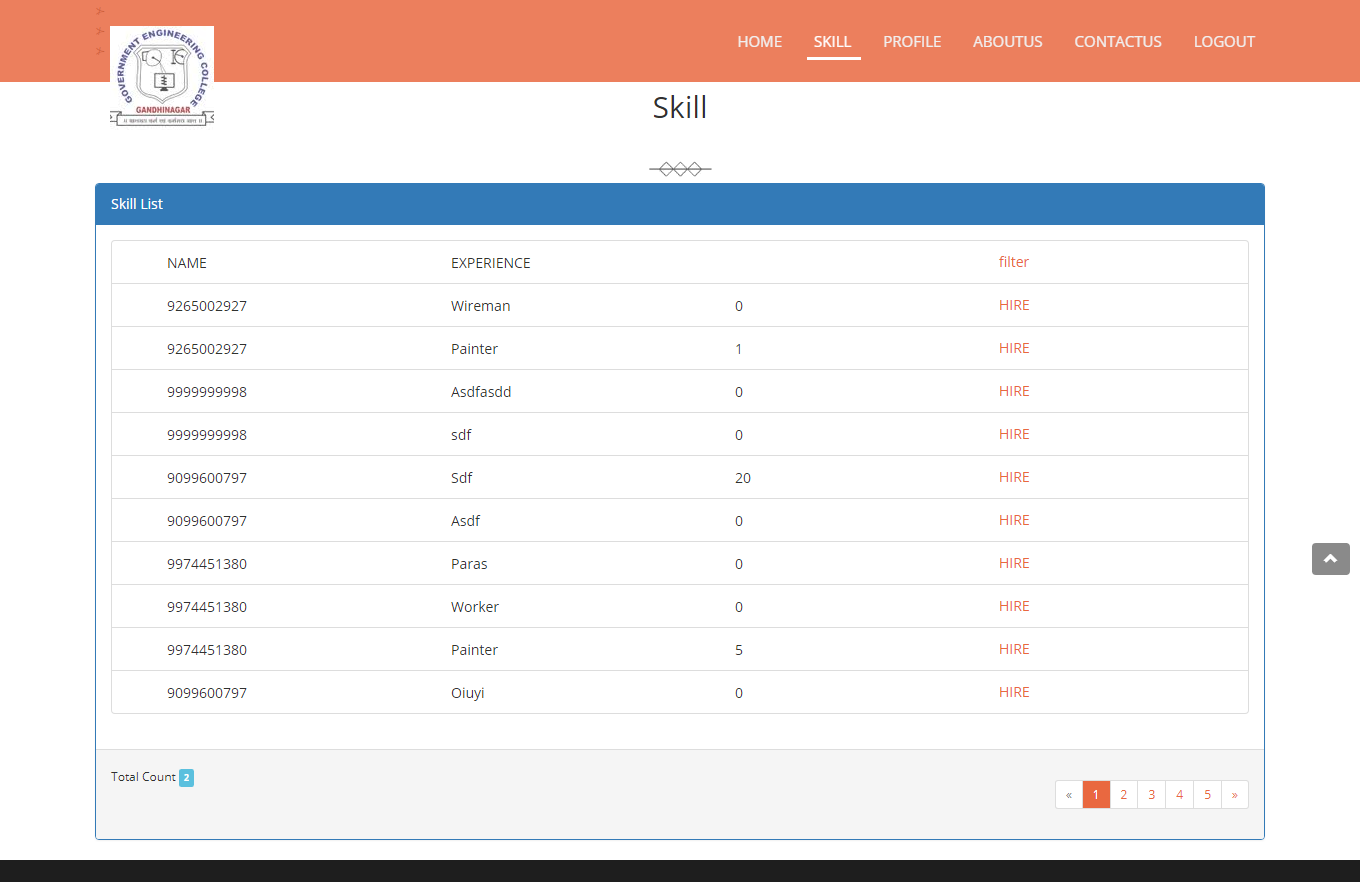 GOVERNMENT ENGINEERING COLLEGE
GANDHINAGAR
HOME SKILL PROFILE ABOUTUS CONTACTUS LOGOUT
Skill
Skill List
NAME EXPERIENCE filter
9265002927 Wireman 0 HIRE
9265002927 Painter 1 HIRE
9999999998 Asdfasdd 0 HIRE
9999999998 sdf 0 HIRE
9099600797 Sdf 20 HIRE
9099600797 Asdf 0 HIRE
9974451380 Paras 0 HIRE
9974451380 Worker 0 HIRE
9974451380 Painter 5 HIRE
9099600797 Oiuyi 0 HIRE
Total Count 2
« 1 2 3 4 5 »